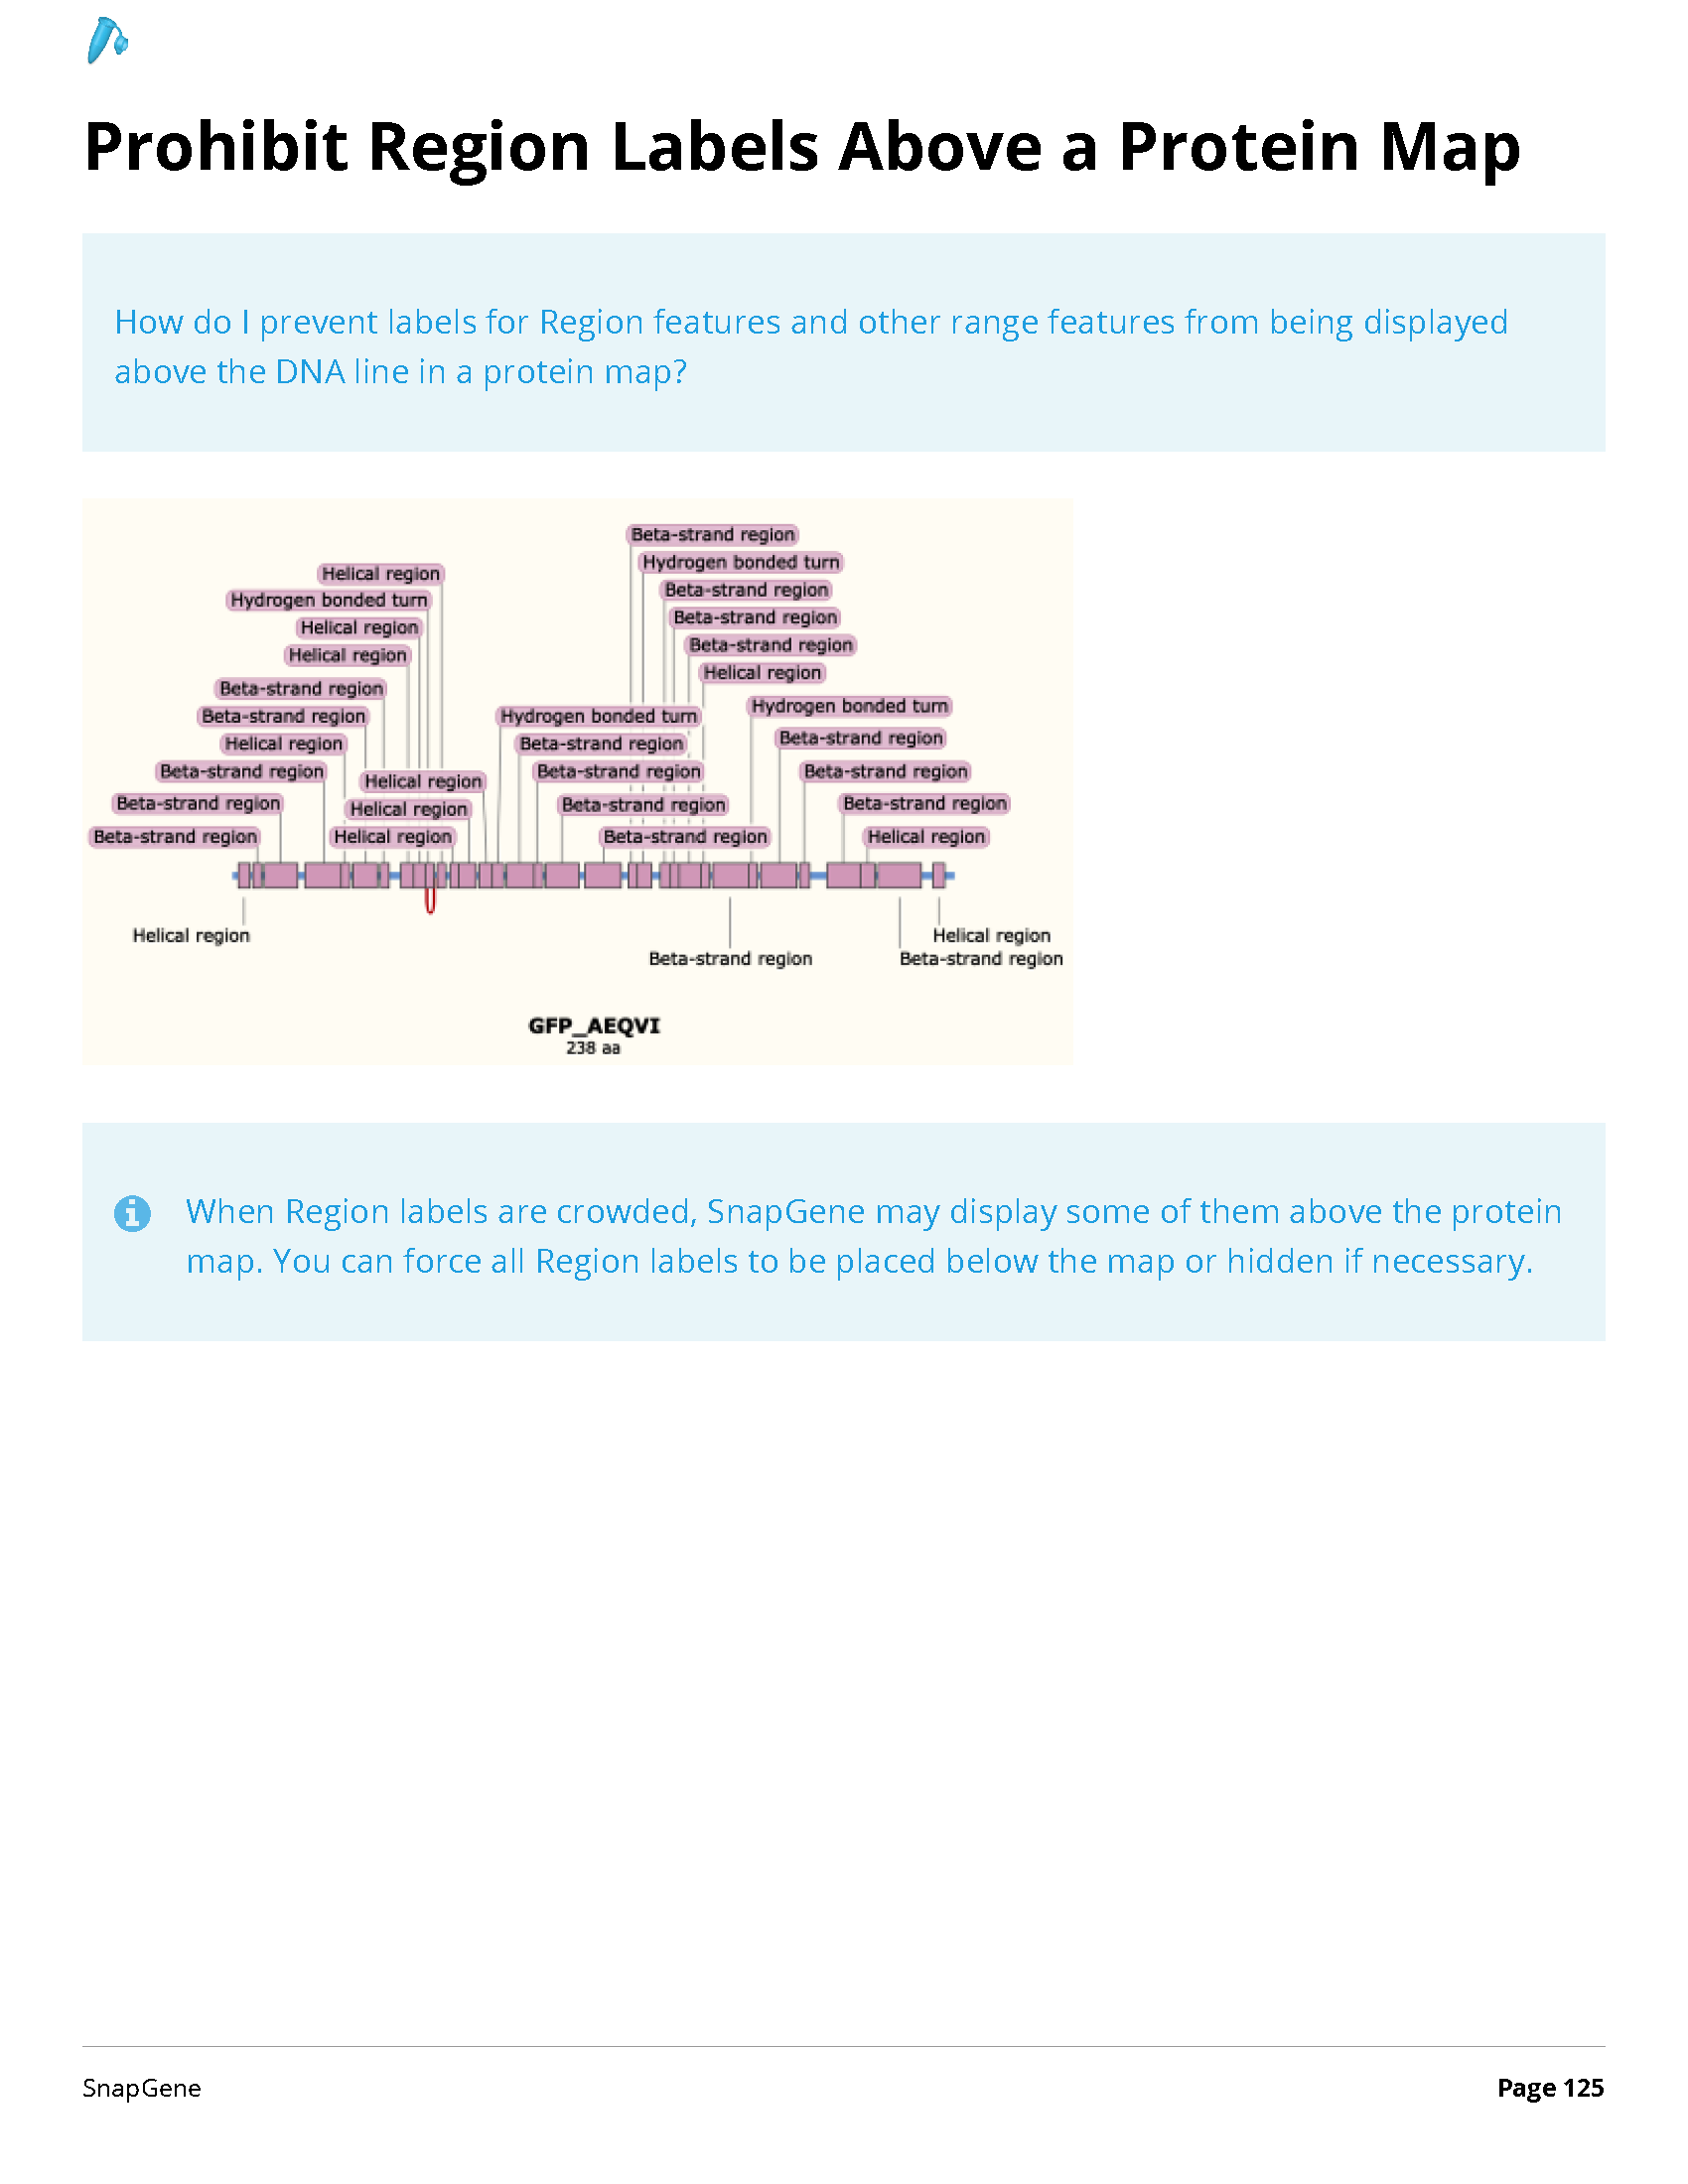 Prohibit Region Labels Above a Protein Map
How do I prevent labels for Region features and other range features from being displayed
above the DNA line in a protein map?
Beta-strand region
Hydrogen bonded turn
Helical region
Beta-strand region
Hydrogen bonded turn
Beta-strand region
Helical region
Beta-strand region
Helical region
Helical region
Beta-strand region
Hydrogen bonded turn
Beta-strand region
Hydrogen bonded turn
Beta-strand region
Helical region
Beta-strand region
Beta-strand region
Beta-strand region
Beta-strand region
Beta-strand region
Helical region
Beta-strand region
Beta-strand region
Beta-strand region
Helical region
Beta-strand region
Helical region
Beta-strand region
Helical region
Helical region
Helical region
Beta-strand region
Beta-strand region
GFP_AEQVI
238 aa
When Region labels are crowded, SnapGene may display some of them above the protein
map. You can force all Region labels to be placed below the map or hidden if necessary.
SnapGene
Page 125